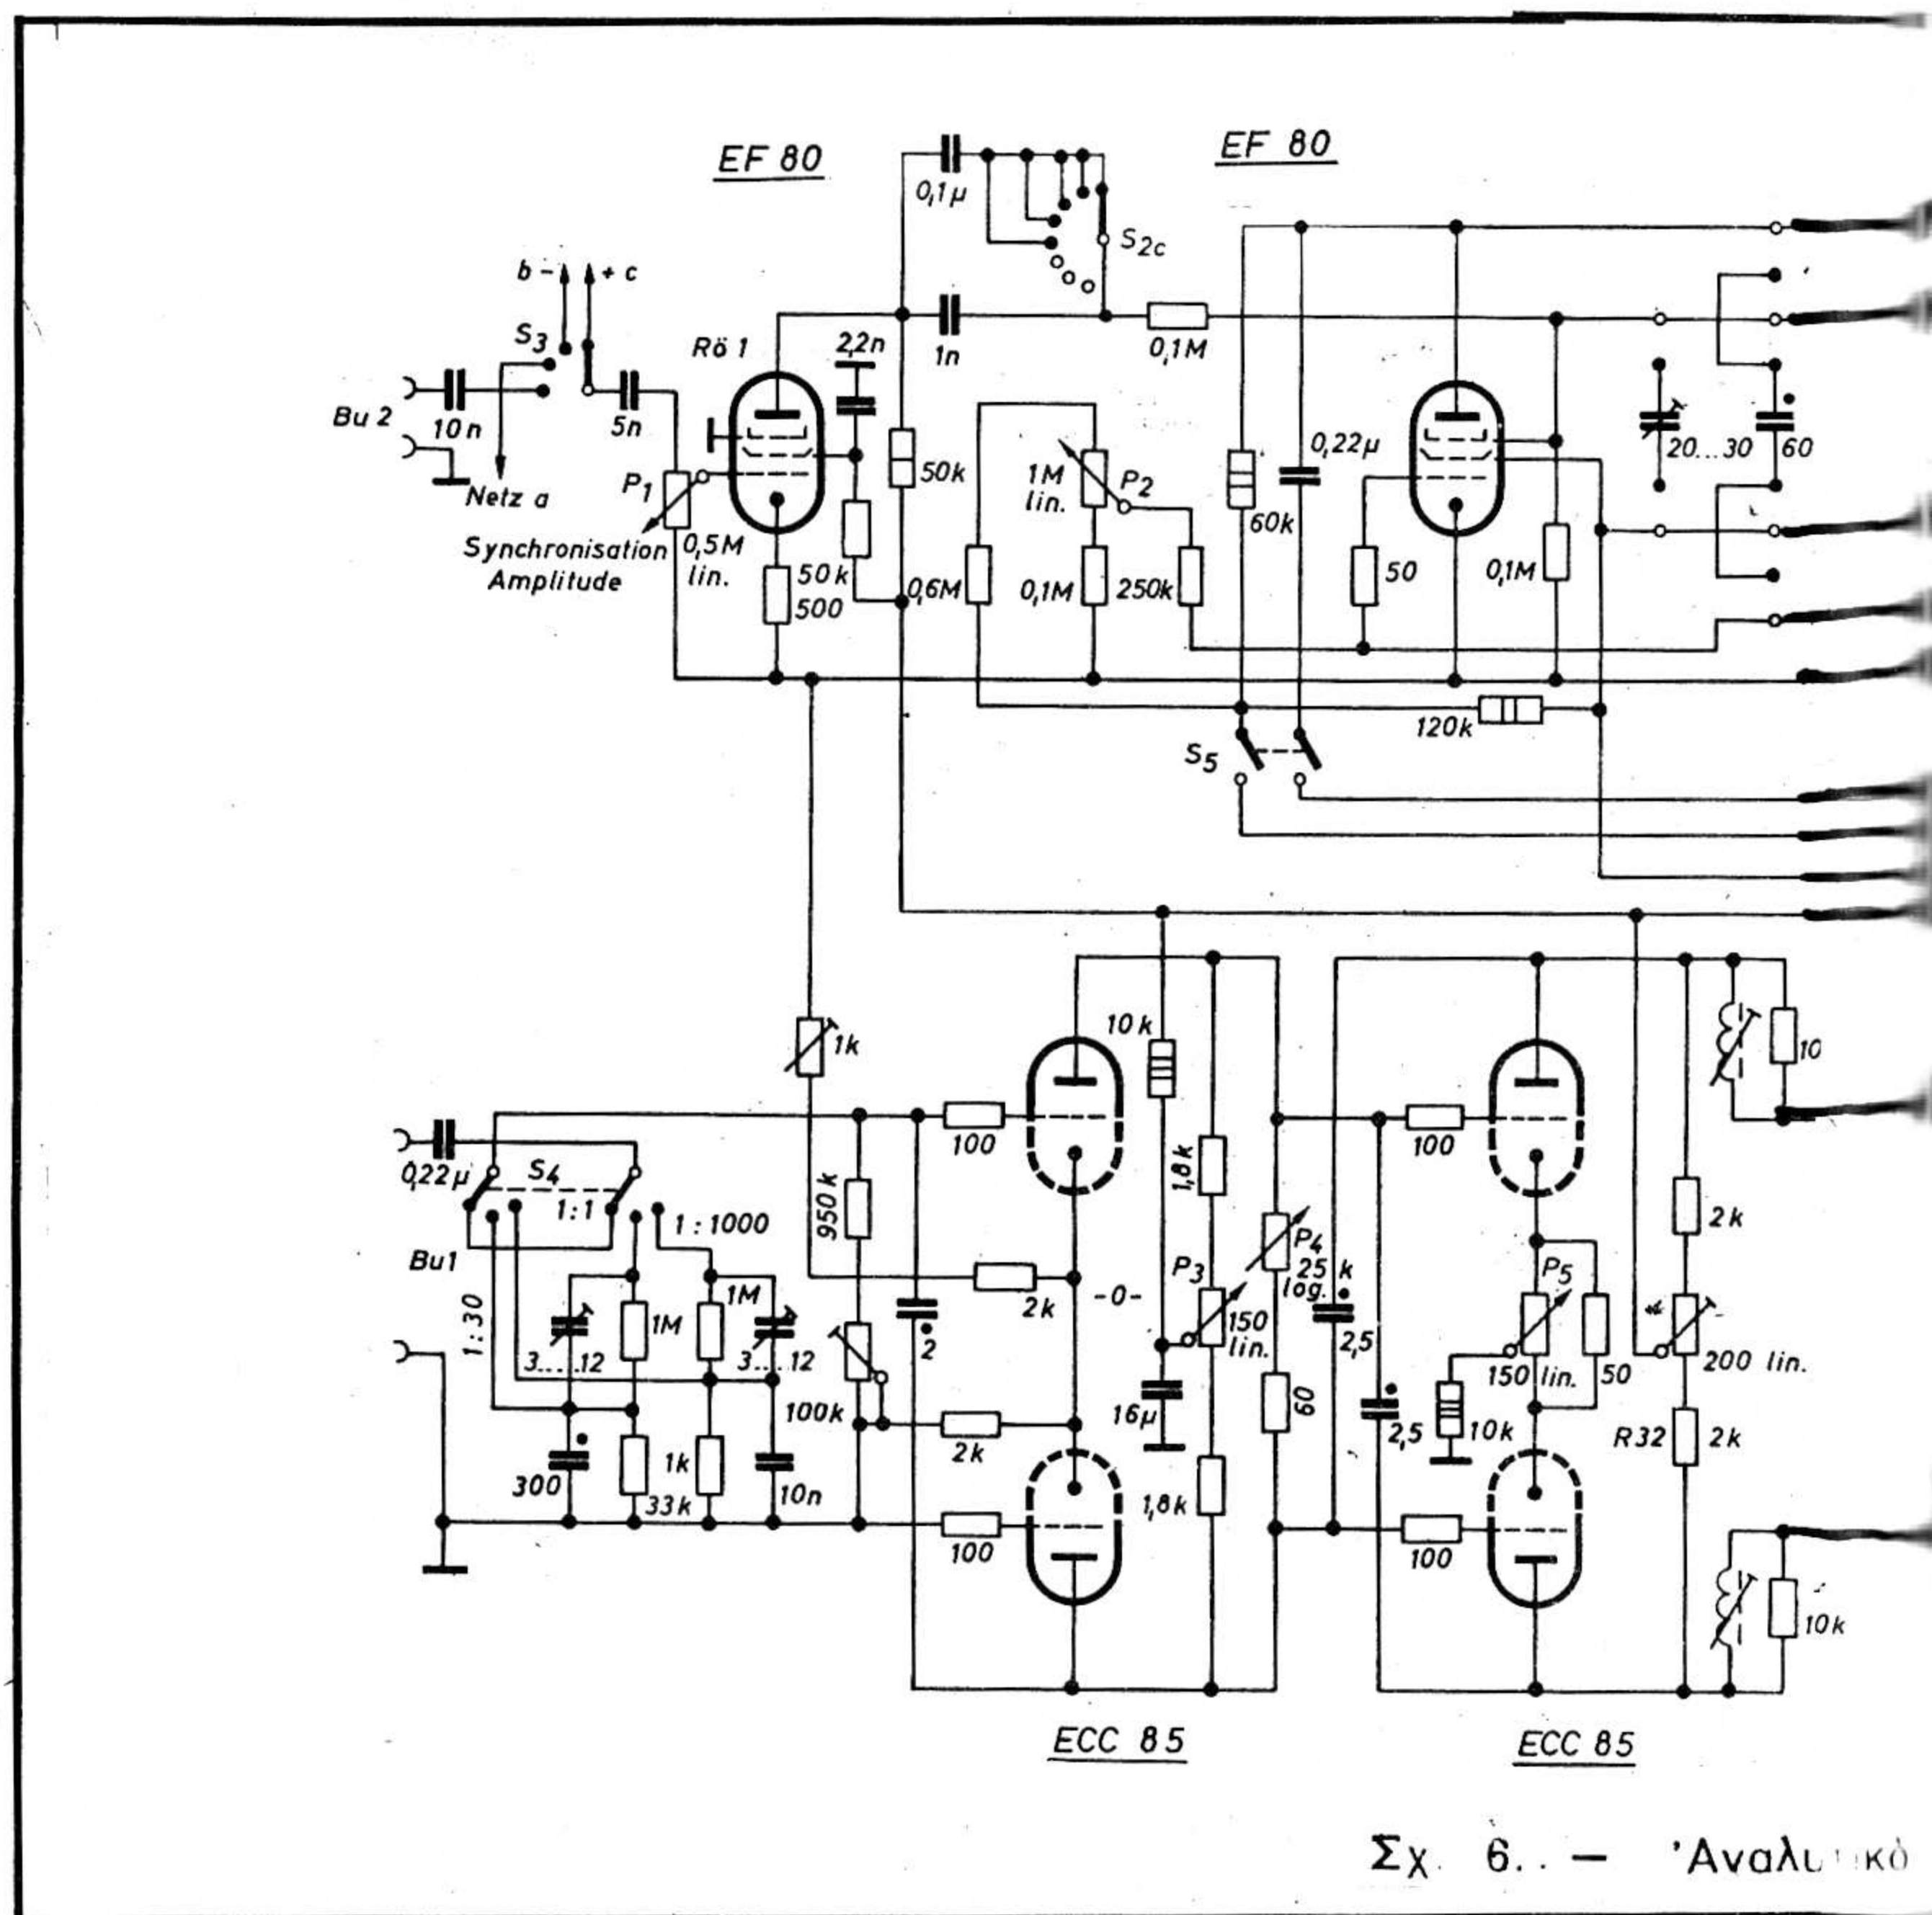 EF 80
EF 80
0,1µ
S2c
b -
+ c
S3
Rö 1
2,2n
1n
0,1M
Bu 2
10n
5n
50k
1M
lin.
P2
0,22µ
20...30
60
Netz a
P1
60k
Synchronisation
Amplitude
0,5M
lin.
50k
500
0,6M
0,1M
250k
50
0,1M
120k
S5
1k
10k
10
100
100
0,22µ
S4
1:1
1:1000
950k
1,8k
2k
Bu1
P3
P4
25k
log.
P5
1:30
1M
1M
2k
-0-
150
lin.
2,5
3....12
3....12
2
150 lin.
50
200 lin.
100k
16µ
60
2k
2,5
10k
R32
2k
300
33k
1k
10n
1,8k
100
100
10k
ECC 85
ECC 85
Σχ. 6. –